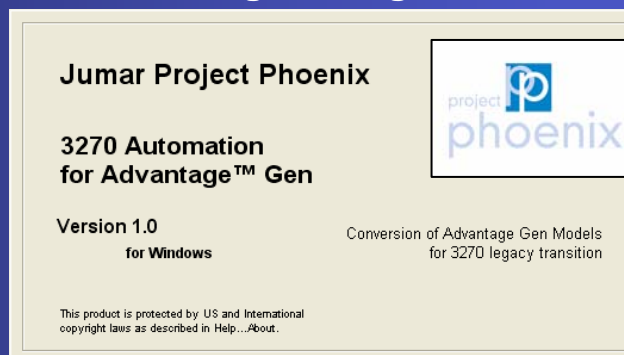 Jumar Project Phoenix
project
phoenix
3270 Automation
for Advantage™ Gen
Version 1.0
for Windows
Conversion of Advantage Gen Models
for 3270 legacy transition
This product is protected by US and International
copyright laws as described in Help...About.